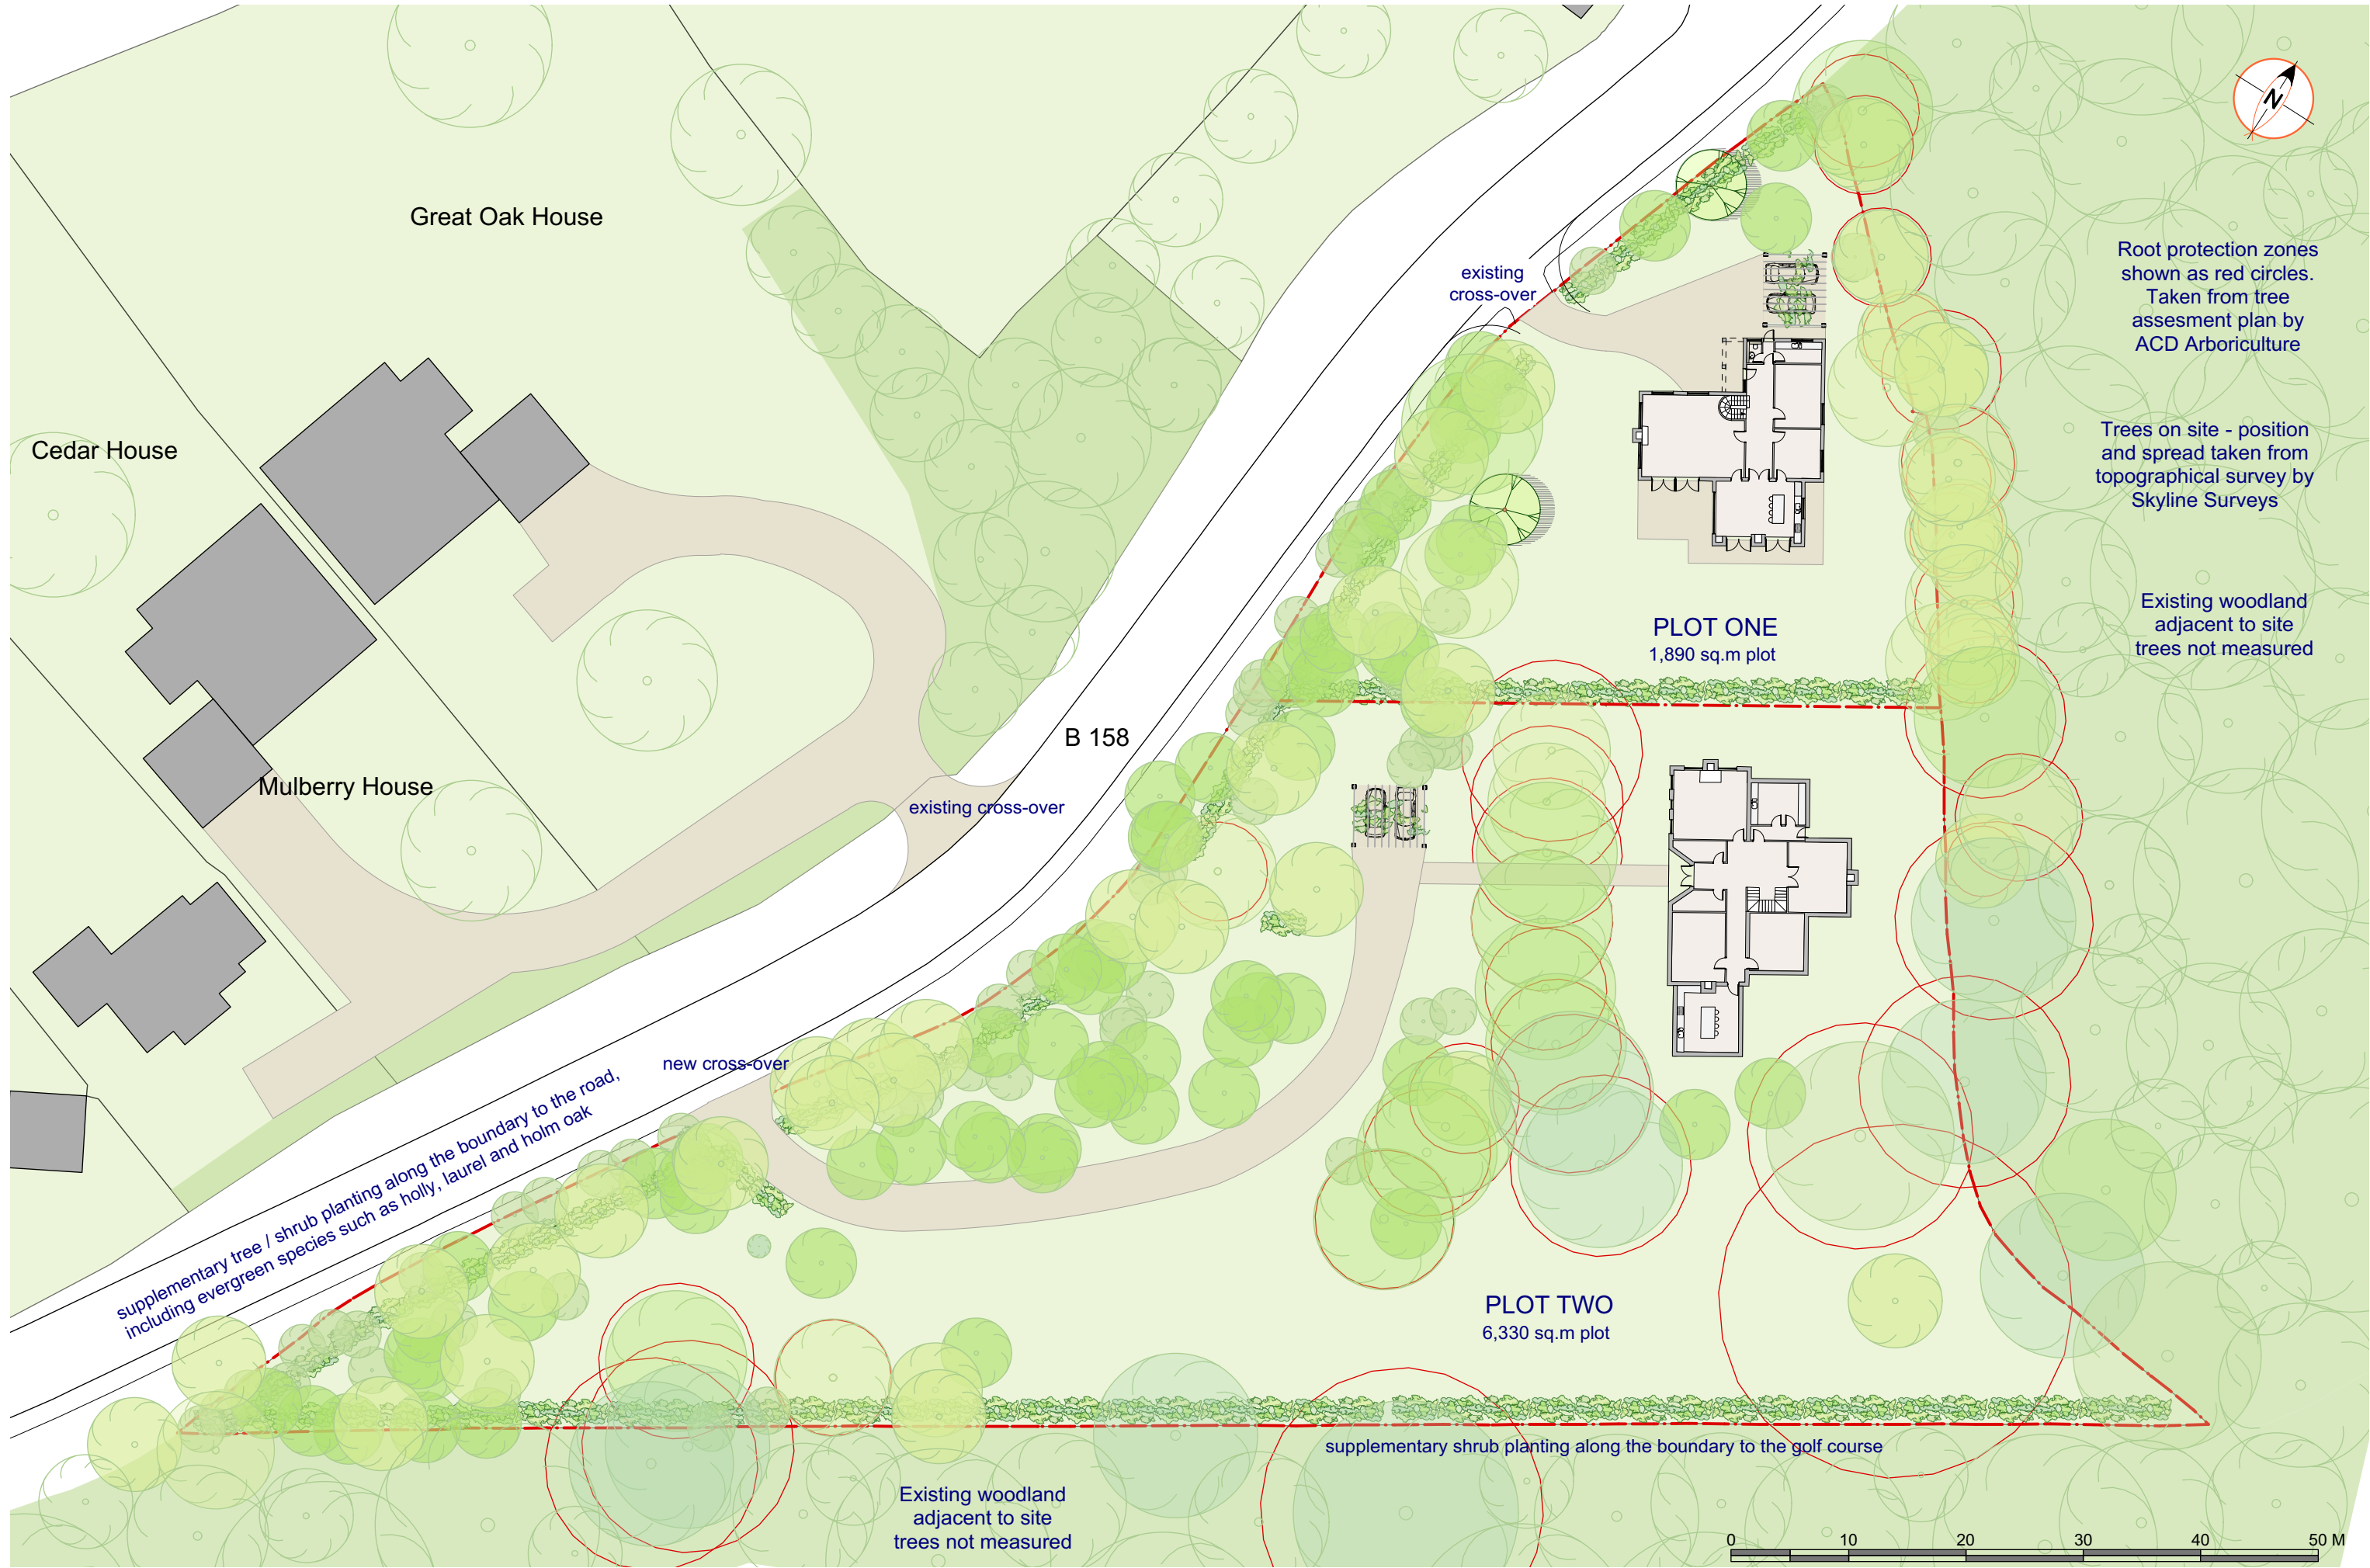 N
Great Oak House
existing
cross-over
Root protection zones
shown as red circles.
Taken from tree
assesment plan by
ACD Arboriculture
Cedar House
Trees on site - position
and spread taken from
topographical survey by
Skyline Surveys
Existing woodland
adjacent to site
trees not measured
PLOT ONE
1,890 sq.m plot
B 158
Mulberry House
existing cross-over
new cross-over
supplementary tree / shrub planting along the boundary to the road,
including evergreen species such as holly, laurel and holm oak
PLOT TWO
6,330 sq.m plot
supplementary shrub planting along the boundary to the golf course
Existing woodland
adjacent to site
trees not measured
0 10 20 30 40 50 M